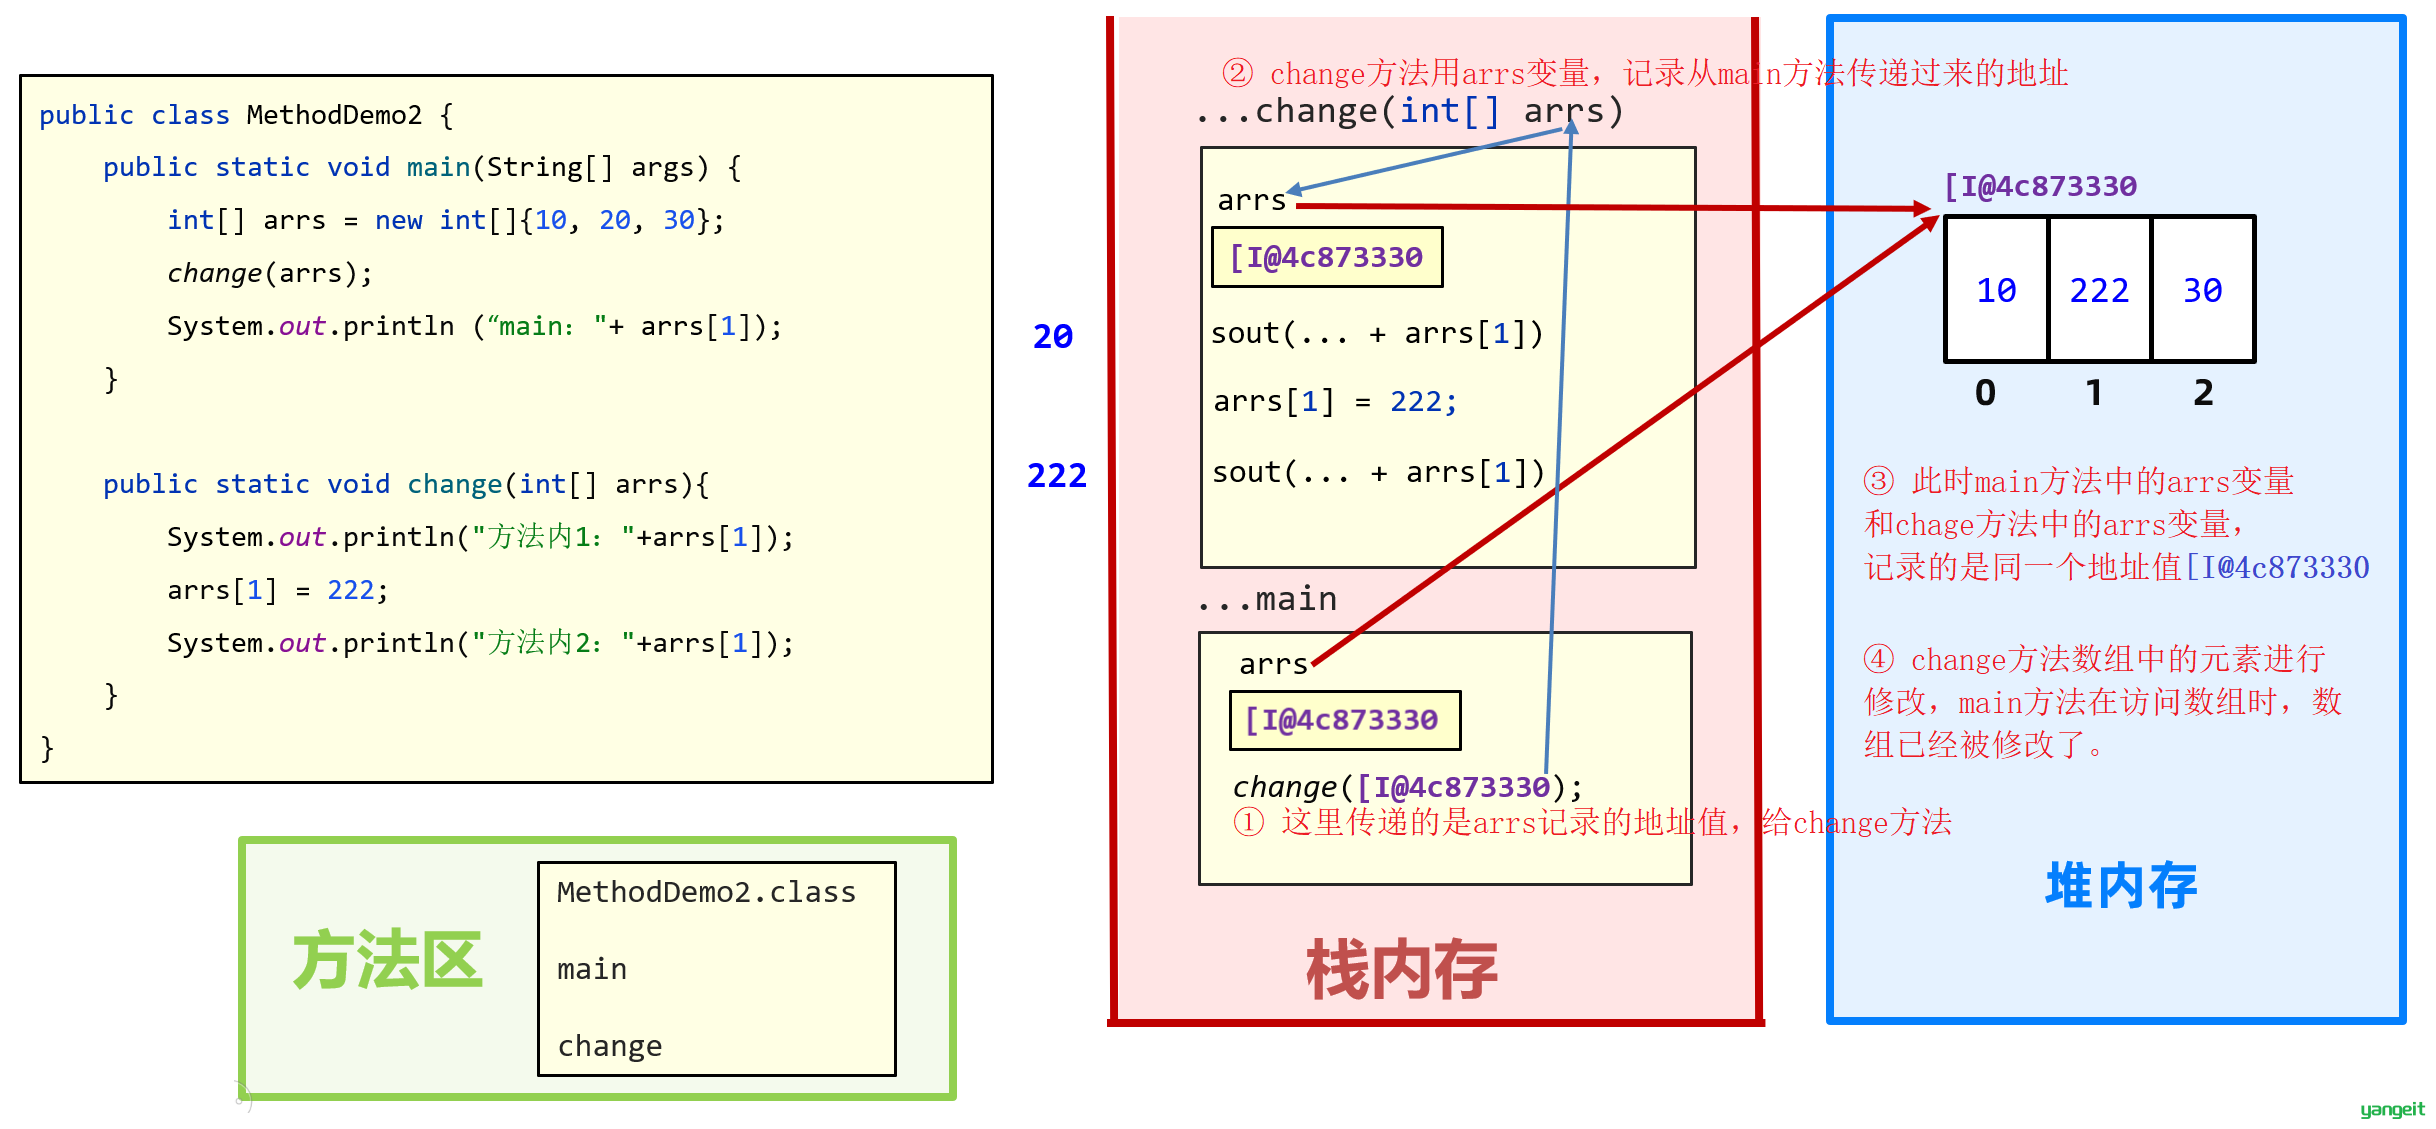 public class MethodDemo2 {
public static void main(String[] args) {
int[] arrs = new int[]{10, 20, 30};
change(arrs);
System.out.println (“main: "+ arrs[1]);
}
public static void change(int[] arrs){
System.out.println("方法内1: "+arrs[1]);
arrs[1] = 222;
System.out.println("方法内2: "+arrs[1]);
}
}
方法区
MethodDemo2.class
main
change
20
222
② change方法用arrs变量，记录从main方法传递过来的地址
...change(int[] arrs)
arrs
[I@4c873330
sout(... + arrs[1])
arrs[1] = 222;
sout(... + arrs[1])
...main
arrs
[I@4c873330
change([I@4c873330);
① 这里传递的是arrs记录的地址值，给change方法
栈内存
[I@4c873330
10 222 30
0 1 2
③ 此时main方法中的arrs变量
和chage方法中的arrs变量，
记录的是同一个地址值[I@4c873330
④ change方法数组中的元素进行
修改，main方法在访问数组时，数
组已经被修改了。
堆内存
yangeit